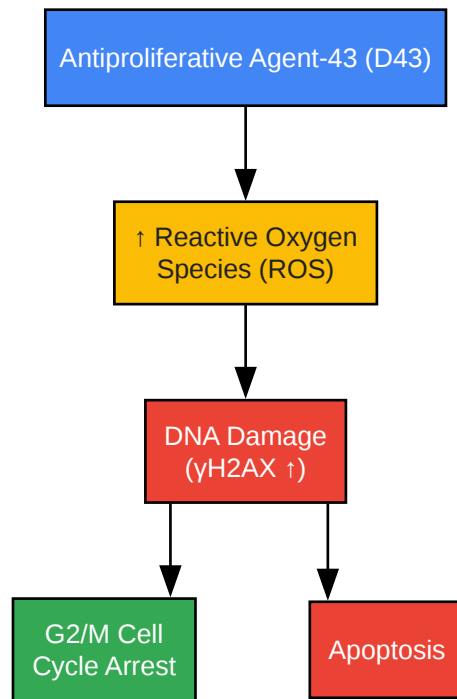 Antiproliferative Agent-43 (D43)
↑ Reactive Oxygen
Species (ROS)
DNA Damage
(γH2AX ↑)
G2/M Cell
Cycle Arrest
Apoptosis